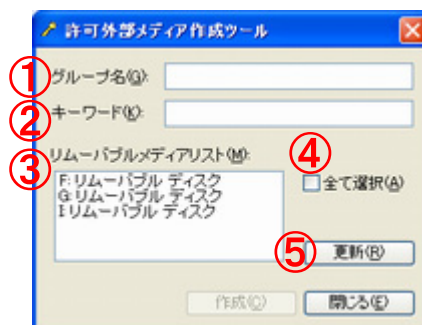 許可外部メディア作成ツール
① グループ名(G):
② キーワード(K):
③ リムーバブルメディアリスト(M):
④
F:リムーバブル ディスク
G:リムーバブル ディスク
I:リムーバブル ディスク
全て選択(A)
⑤ 更新(R)
作成(C) 閉じる(E)